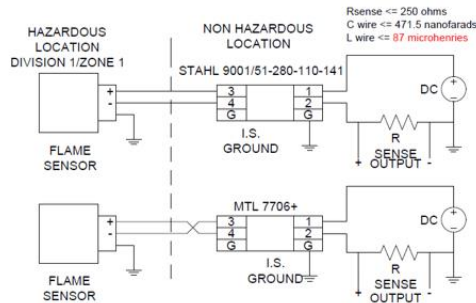 Rsense <= 250 ohms
C wire <= 471.5 nanofarads
L wire <= 87 microhenries
HAZARDOUS
LOCATION
DIVISION 1/ZONE 1
NON HAZARDOUS
LOCATION
STAHL 9001/51-280-110-141
+
-
3
4
G
1
2
G
DC
+
-
R
SENSE
OUTPUT
+
-
I.S.
GROUND
FLAME
SENSOR
MTL 7706+
+
-
3
4
G
1
2
G
DC
+
-
R
SENSE
OUTPUT
+
-
I.S.
GROUND
FLAME
SENSOR